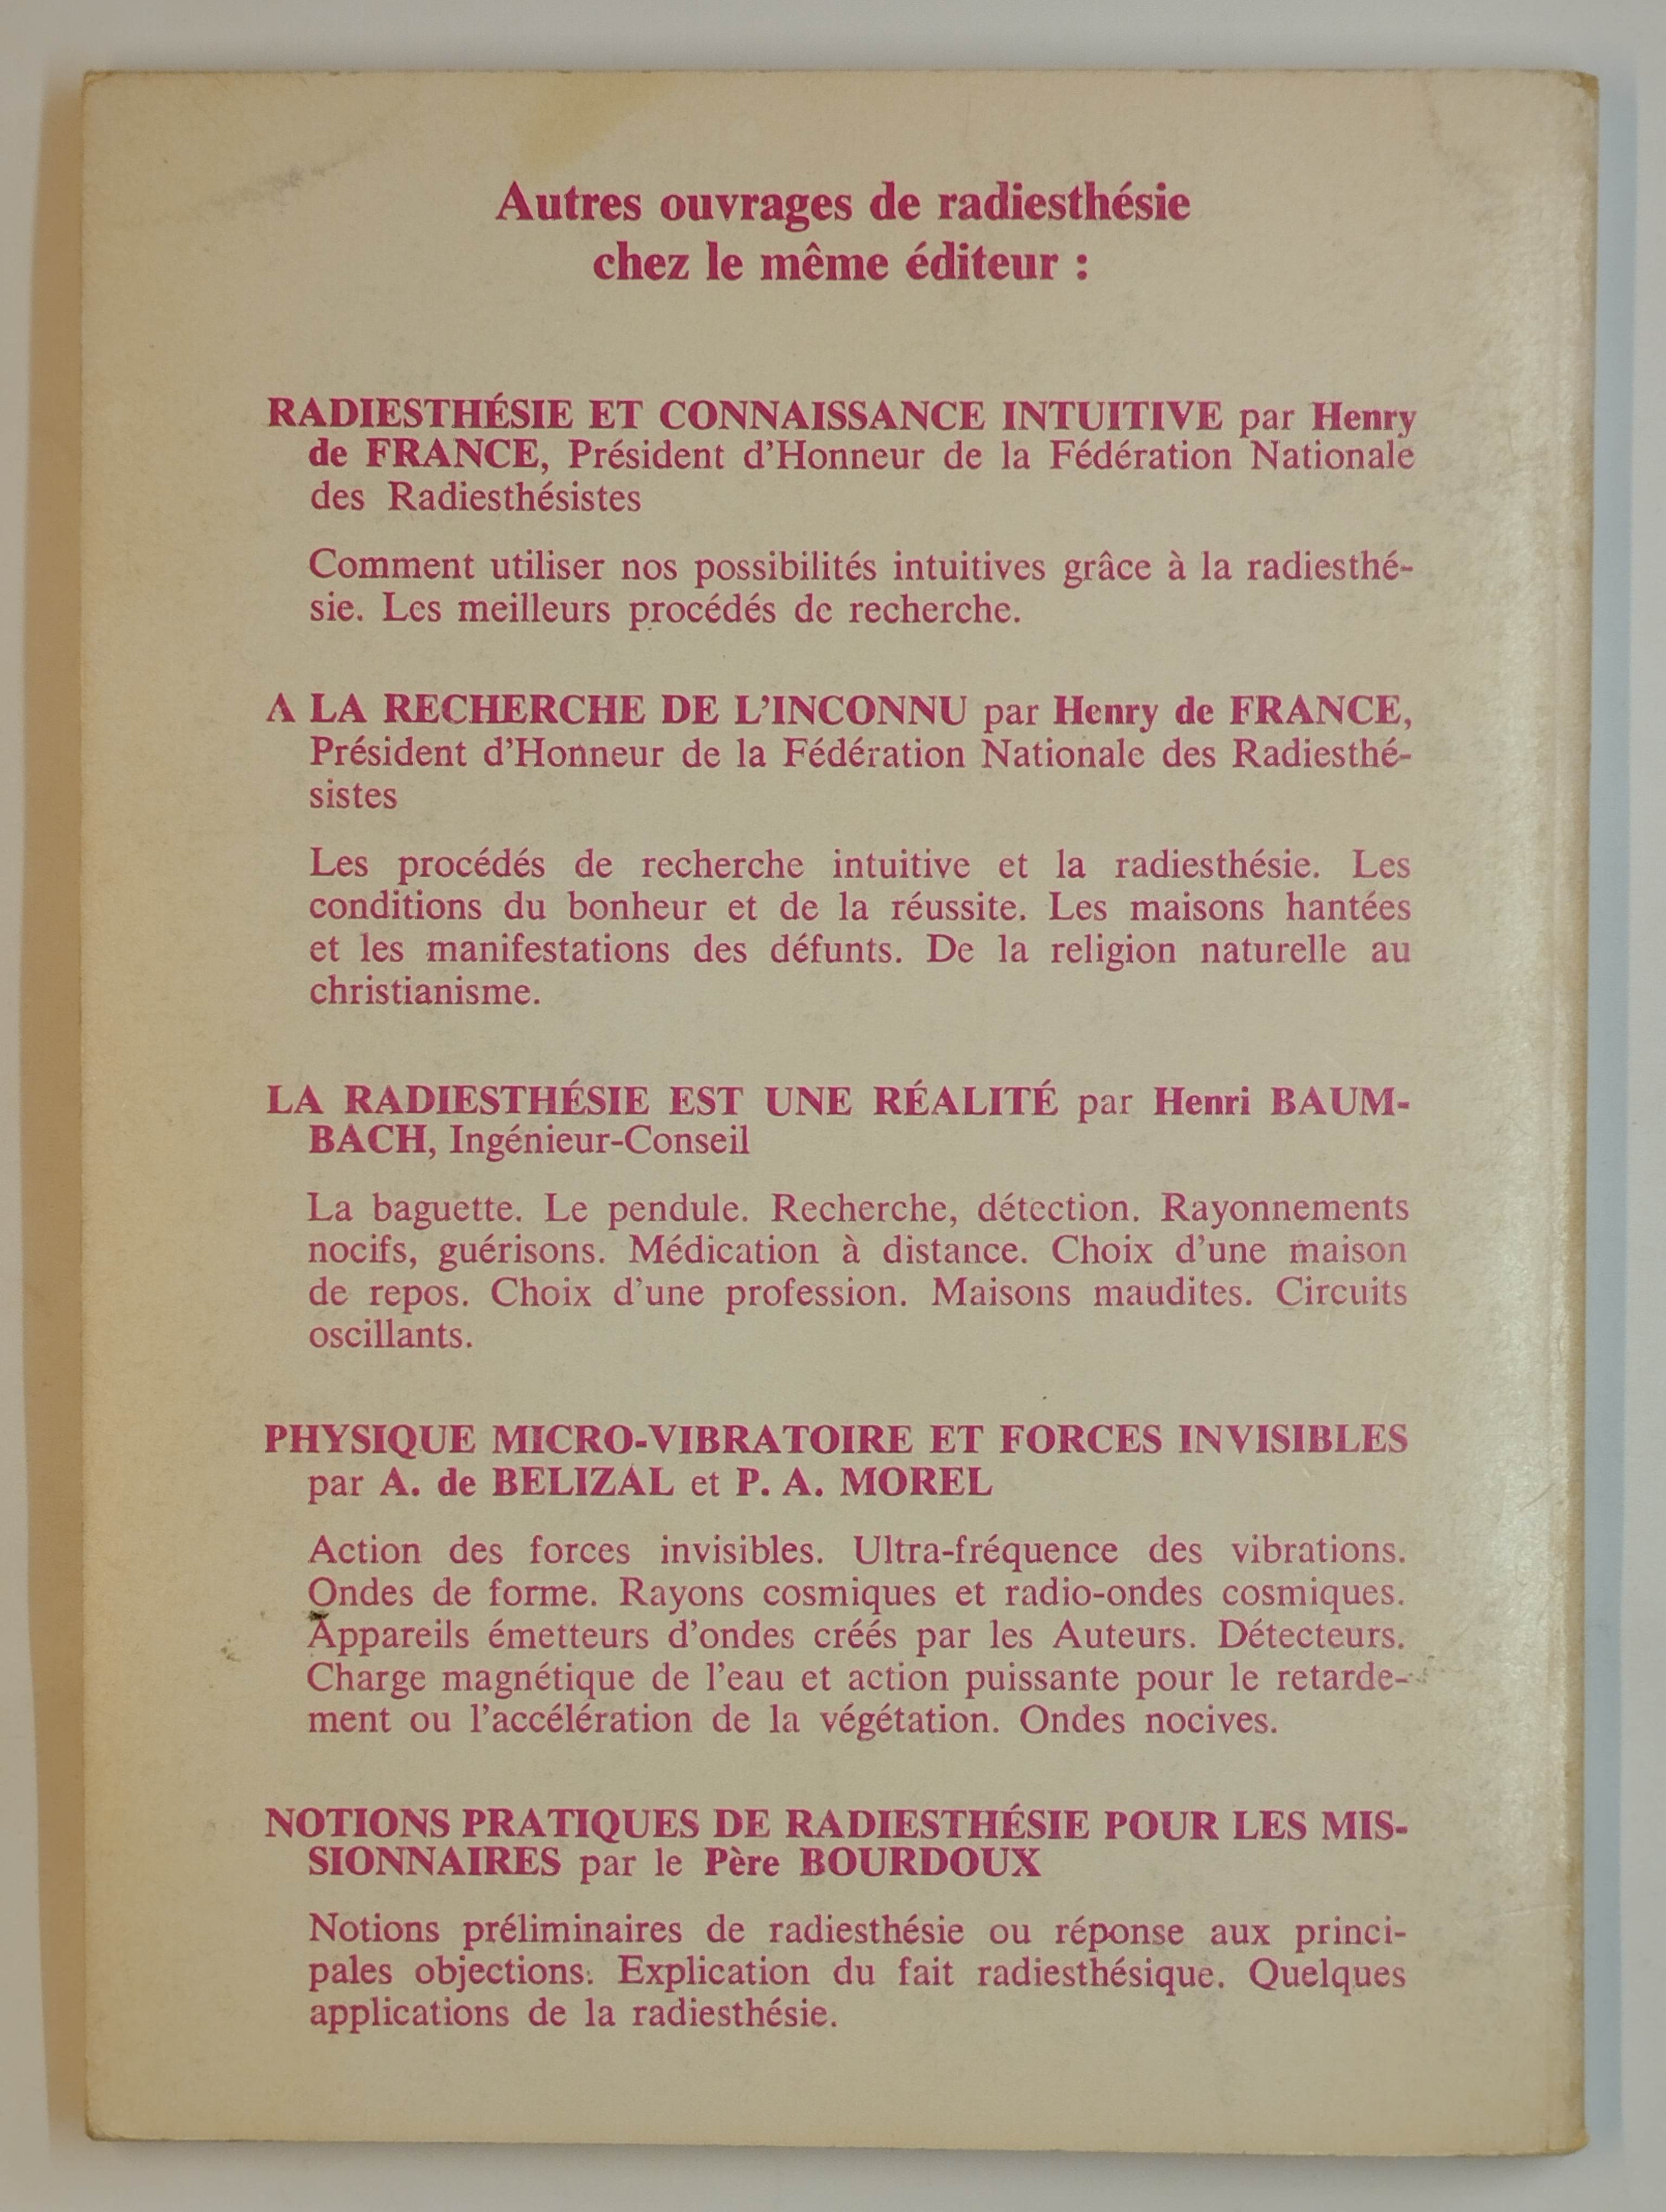 Autres ouvrages de radiesthésie
chez le même éditeur :
RADIESTHÉSIE ET CONNAISSANCE INTUITIVE par Henry
de FRANCE, Président d'Honneur de la Fédération Nationale
des Radiesthésistes
Comment utiliser nos possibilités intuitives grâce à la radiesthé-
sie. Les meilleurs procédés de recherche.
A LA RECHERCHE DE L'INCONNU par Henry de FRANCE,
Président d'Honneur de la Fédération Nationale des Radiesthé-
sistes
Les procédés de recherche intuitive et la radiesthésie. Les
conditions du bonheur et de la réussite. Les maisons hantées
et les manifestations des défunts. De la religion naturelle au
christianisme.
LA RADIESTHÉSIE EST UNE RÉALITÉ par Henri BAUM-
BACH, Ingénieur-Conseil
La baguette. Le pendule. Recherche, détection. Rayonnements
nocifs, guérisons. Médication à distance. Choix d'une maison
de repos. Choix d'une profession. Maisons maudites. Circuits
oscillants.
PHYSIQUE MICRO-VIBRATOIRE ET FORCES INVISIBLES
par A. de BELIZAL et P. A. MOREL
Action des forces invisibles. Ultra-fréquence des vibrations.
Ondes de forme. Rayons cosmiques et radio-ondes cosmiques.
Appareils émetteurs d'ondes créés par les Auteurs. Détecteurs.
Charge magnétique de l'eau et action puissante pour le retarde-
ment ou l'accélération de la végétation. Ondes nocives.
NOTIONS PRATIQUES DE RADIESTHÉSIE POUR LES MIS-
SIONNAIRES par le Père BOURDOUX
Notions préliminaires de radiesthésie ou réponse aux princi-
pales objections. Explication du fait radiesthésique. Quelques
applications de la radiesthésie.